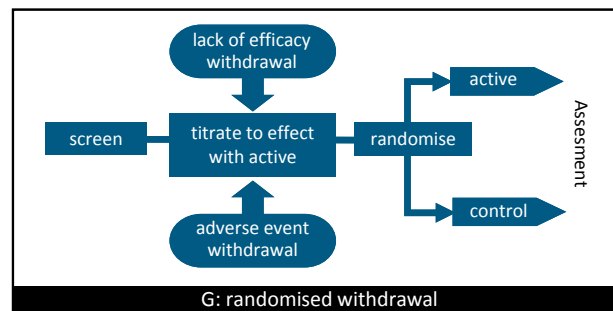 lack of efficacy
withdrawal
active
screen
titrate to effect
with active
randomise
Assesment
control
adverse event
withdrawal
G: randomised withdrawal